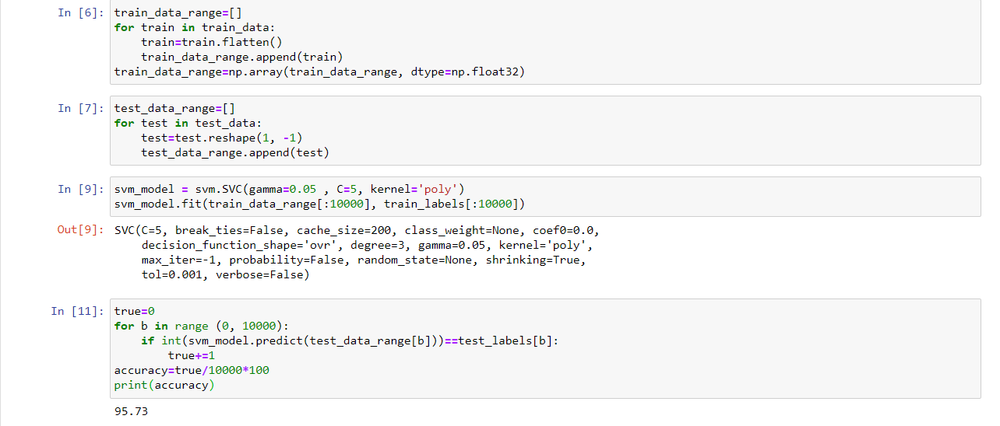 In [6]: train_data_range=[]
for train in train_data:
    train=train.flatten()
    train_data_range.append(train)
train_data_range=np.array(train_data_range, dtype=np.float32)
In [7]: test_data_range=[]
for test in test_data:
    test=test.reshape(1, -1)
    test_data_range.append(test)
In [9]: svm_model = svm.SVC(gamma=0.05 , C=5, kernel='poly')
svm_model.fit(train_data_range[:10000], train_labels[:10000])
Out[9]: SVC(C=5, break_ties=False, cache_size=200, class_weight=None, coef0=0.0,
    decision_function_shape='ovr', degree=3, gamma=0.05, kernel='poly',
    max_iter=-1, probability=False, random_state=None, shrinking=True,
    tol=0.001, verbose=False)
In [11]: true=0
for b in range (0, 10000):
    if int(svm_model.predict(test_data_range[b]))==test_labels[b]:
        true+=1
accuracy=true/10000*100
print(accuracy)
95.73